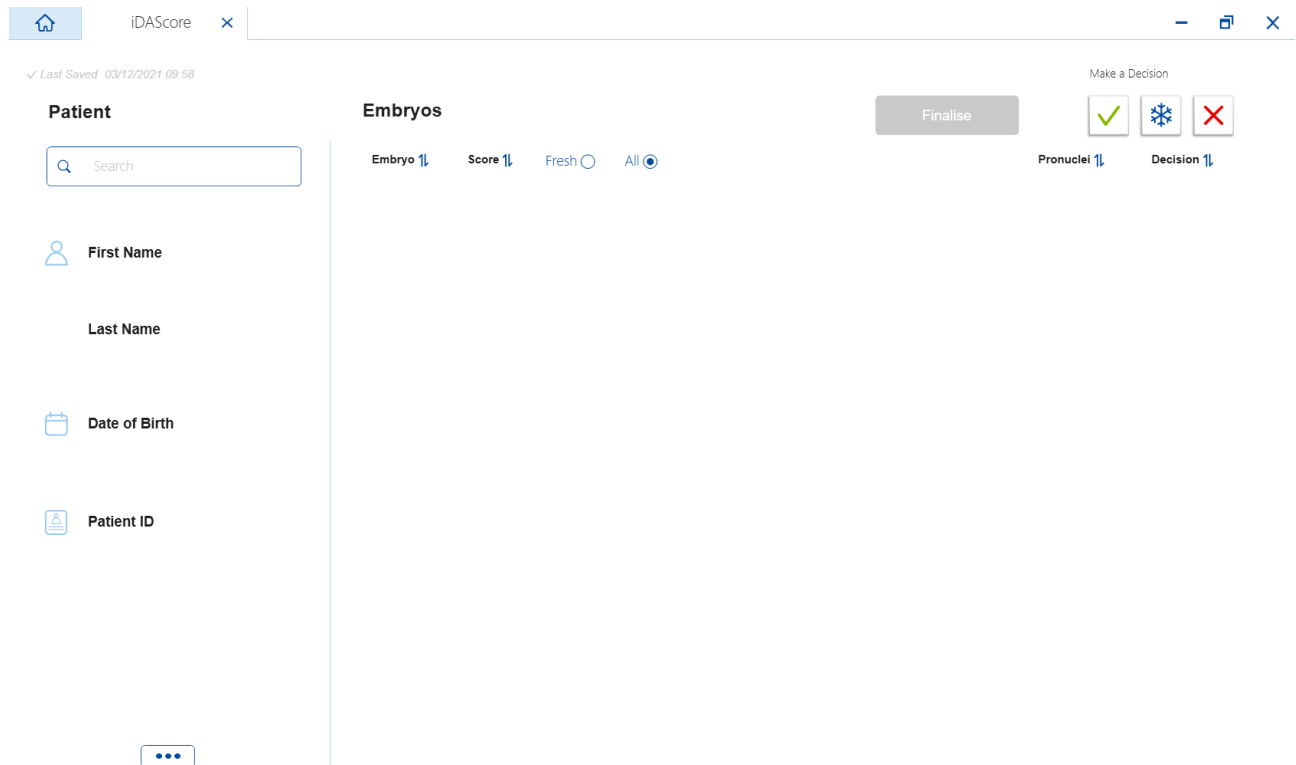 iDAScore
Last Saved 03/12/2021 09:58
Make a Decision
Patient
Embryos
Finalise
Search
Embryo Score Fresh All Pronuclei Decision
First Name
Last Name
Date of Birth
Patient ID